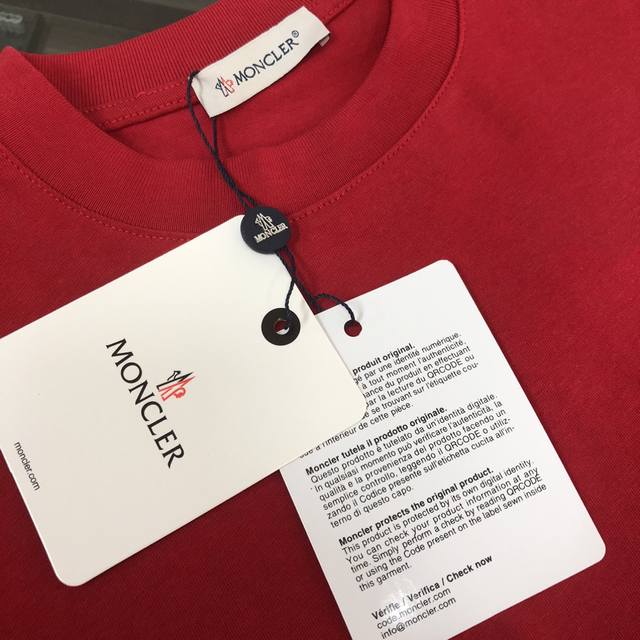 MONCLER®
MONCLER
MONCLER
moncler.com
produit original.
par une identité numérique.
à tout moment l'authenticité,
du produit en effectuant
par la lecture du QRCODE ou
se trouvant sur l'étiquette cou-
à l'intérieur de cette pièce.
Moncler tutela il prodotto originale.
Questo prodotto è tutelato da un'identità digitale.
In qualsiasi momento puoi verificare l'autenticità, la
qualità e la provenienza del prodotto facendo un
semplice controllo, leggendo il QRCODE o utiliz-
zando il Codice presente sull'etichetta cucita all'in-
terno di questo capo.
Moncler protects the original product.
This product is protected by its own digital identity.
You can check your product information at any
time. Simply perform a check by reading QRCODE
or using the Code present on the label sewn inside
this garment.
Vérifie / Verifica / Check now
code.moncler.com
info@moncler.com